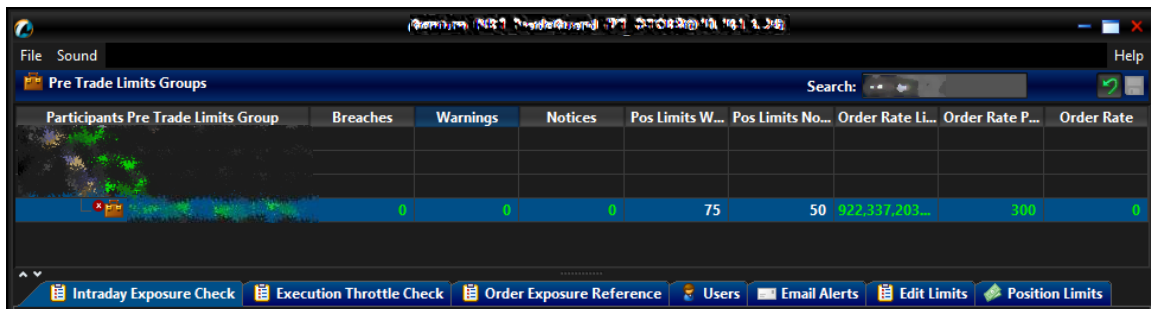 File Sound Help
Pre Trade Limits Groups Search:
Participants Pre Trade Limits Group Breaches Warnings Notices Pos Limits W... Pos Limits No... Order Rate Li... Order Rate P... Order Rate
0 0 0 75 50 922,337,203... 300 0
Intraday Exposure Check Execution Throttle Check Order Exposure Reference Users Email Alerts Edit Limits Position Limits